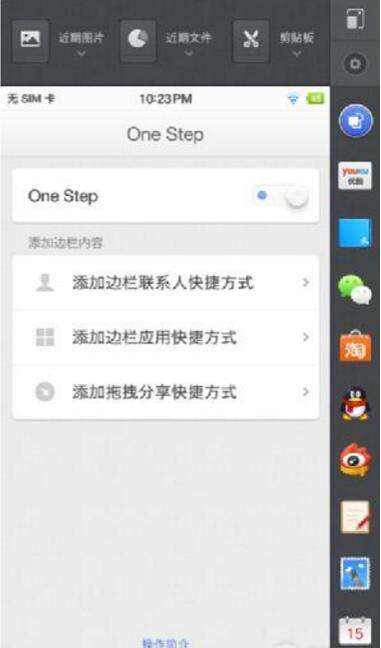 近期图片
近期文件
剪贴板
无 SIM 卡
10:23PM
One Step
One Step
添加边栏内容
添加边栏联系人快捷方式
添加边栏应用快捷方式
添加拖拽分享快捷方式
操作简介
YOUKU
优酷
淘
15